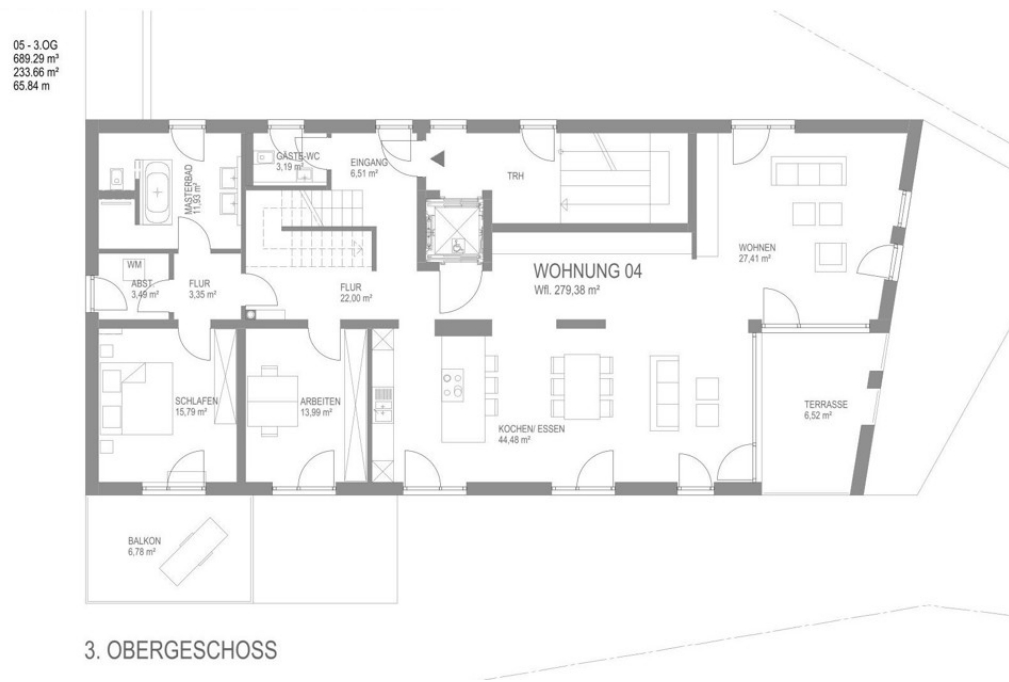 05 - 3.OG
689.29 m³
233.66 m²
65.84 m
GÄSTE-WC
3,19 m²
EINGANG
6,51 m²
TRH
MASTERBAD
11,93 m²
WOHNEN
27,41 m²
WM
ABST
3,49 m²
FLUR
3,35 m²
FLUR
22,00 m²
WOHNUNG 04
Wfl. 279,38 m²
SCHLAFEN
15,79 m²
ARBEITEN
13,99 m²
KOCHEN/ ESSEN
44,48 m²
TERRASSE
6,52 m²
BALKON
6,78 m²
3. OBERGESCHOSS